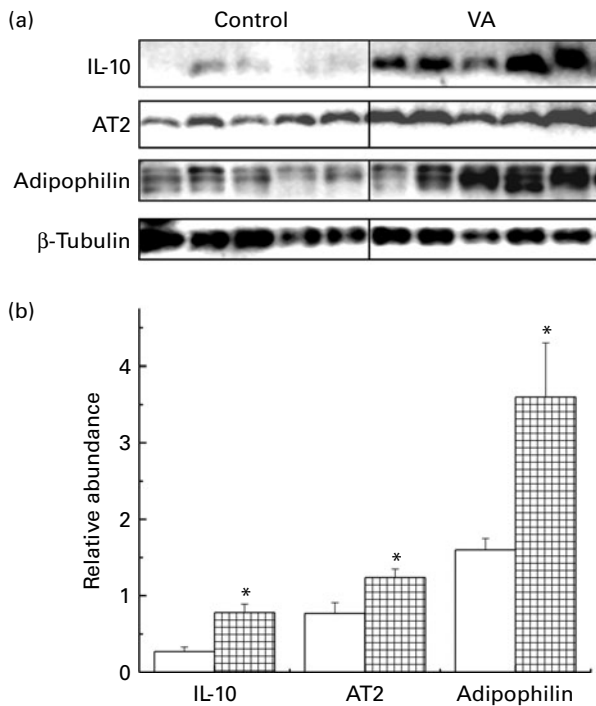 (a)
Control VA
IL-10
AT2
Adipophilin
β-Tubulin
(b)
4
3
2
1
0
Relative abundance
* * *
IL-10 AT2 Adipophilin